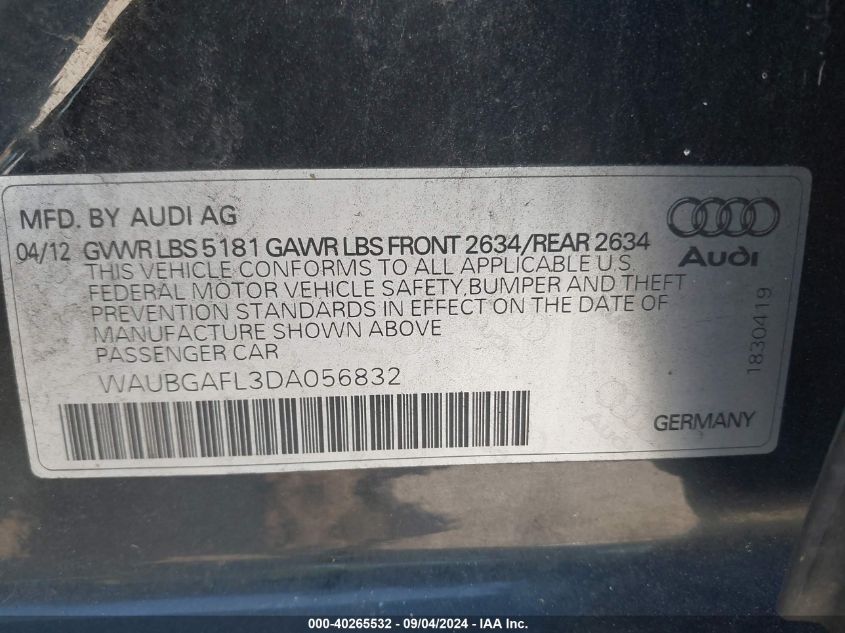 MFD. BY AUDI AG
04/12 GVWR LBS 5181 GAWR LBS FRONT 2634/REAR 2634
THIS VEHICLE CONFORMS TO ALL APPLICABLE U.S.
FEDERAL MOTOR VEHICLE SAFETY,BUMPER AND THEFT
PREVENTION STANDARDS IN EFFECT ON THE DATE OF
MANUFACTURE SHOWN ABOVE
PASSENGER CAR
WAUBGAFL3DA056832
Audi
1830419
GERMANY
000-40265532 - 09/04/2024 - IAA Inc.